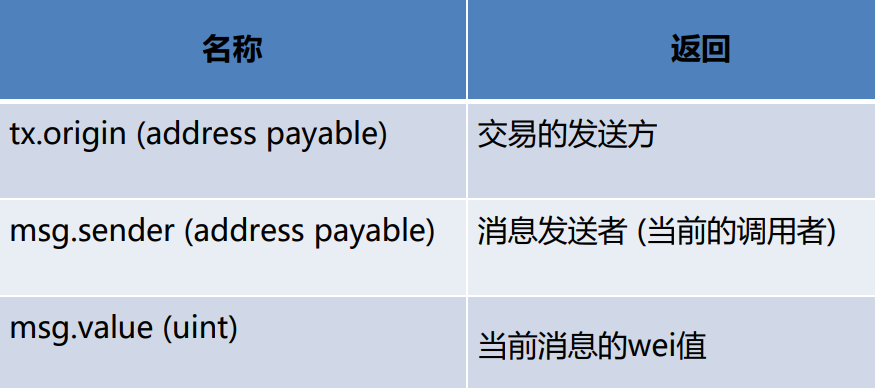 名称
返回
tx.origin (address payable)
交易的发送方
msg.sender (address payable)
消息发送者 (当前的调用者)
msg.value (uint)
当前消息的wei值